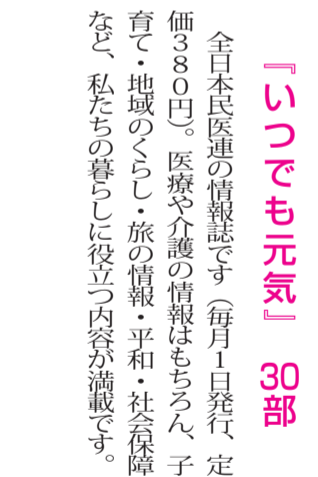 『いつでも元気』 30部
全日本民医連の情報誌です（毎月１日発行、定
価３８０円）。医療や介護の情報はもちろん、子
育て・地域のくらし・旅の情報・平和・社会保障
など、私たちの暮らしに役立つ内容が満載です。